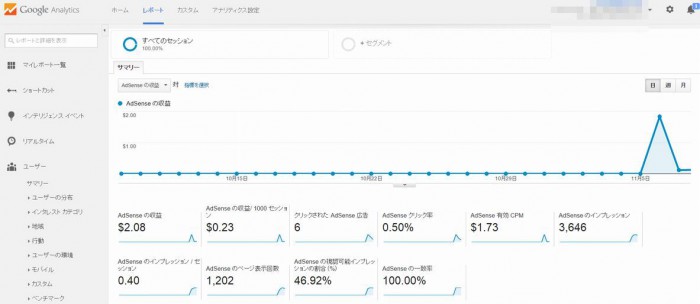 Google Analytics
ホーム レポート カスタム アナリティクス設定
レポートと詳細を表示
すべてのセッション
100.00%
+ セグメント
マイレポート一覧
ショートカット
インテリジェンス イベント
リアルタイム
ユーザー
サマリー
ユーザーの分布
インタレスト カテゴリ
地域
行動
ユーザーの環境
モバイル
カスタム
ベンチマーク
サマリー
AdSense の収益 対 指標を選択
日 週 月
AdSense の収益
$2.00
$1.00
10月15日 10月22日 10月29日 11月5日
AdSense の収益
$2.08
AdSense の収益/ 1000 セッション
$0.23
クリックされた AdSense 広告
6
AdSense クリック率
0.50%
AdSense 有効 CPM
$1.73
AdSense のインプレッション
3,646
AdSense のインプレッション / セッション
0.40
AdSense のページ表示回数
1,202
AdSense の視認可能インプレッションの割合 (%)
46.92%
AdSense の一致率
100.00%